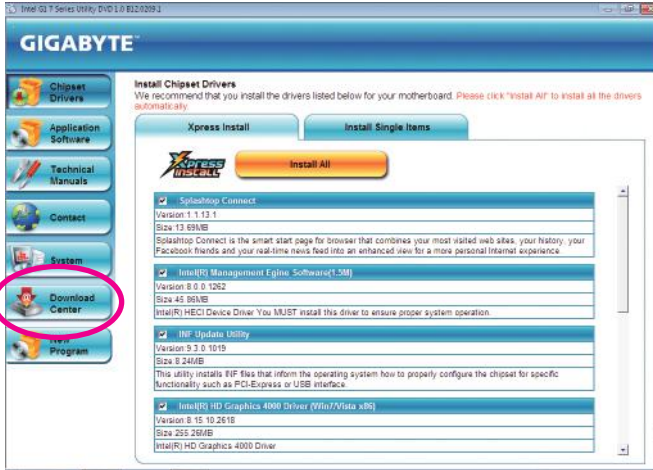 Intel G1 7 Series Utility DVD 1.0 B12.0209.1
GIGABYTE™
Chipset
Drivers
Application
Software
Technical
Manuals
Contact
System
Download
Center
New
Program
Install Chipset Drivers
We recommend that you install the drivers listed below for your motherboard. Please click "Install All" to install all the drivers
automatically.
Xpress Install
Install Single Items
Xpress
Install
Install All
Splashtop Connect
Version:1.1.13.1
Size:13.69MB
Splashtop Connect is the smart start page for browser that combines your most visited web sites, your history, your
Facebook friends and your real-time news feed into an enhanced view for a more personal Internet experience.
Intel(R) Management Egine Software(1.5M)
Version:8.0.0.1262
Size:45.86MB
Intel(R) HECI Device Driver You MUST install this driver to ensure proper system operation.
INF Update Utility
Version:9.3.0.1019
Size:8.24MB
This utility installs INF files that inform the operating system how to properly configure the chipset for specific
functionality such as PCI-Express or USB interface.
Intel(R) HD Graphics 4000 Driver (Win7/Vista x86)
Version:8.15.10.2618
Size:255.26MB
Intel(R) HD Graphics 4000 Driver